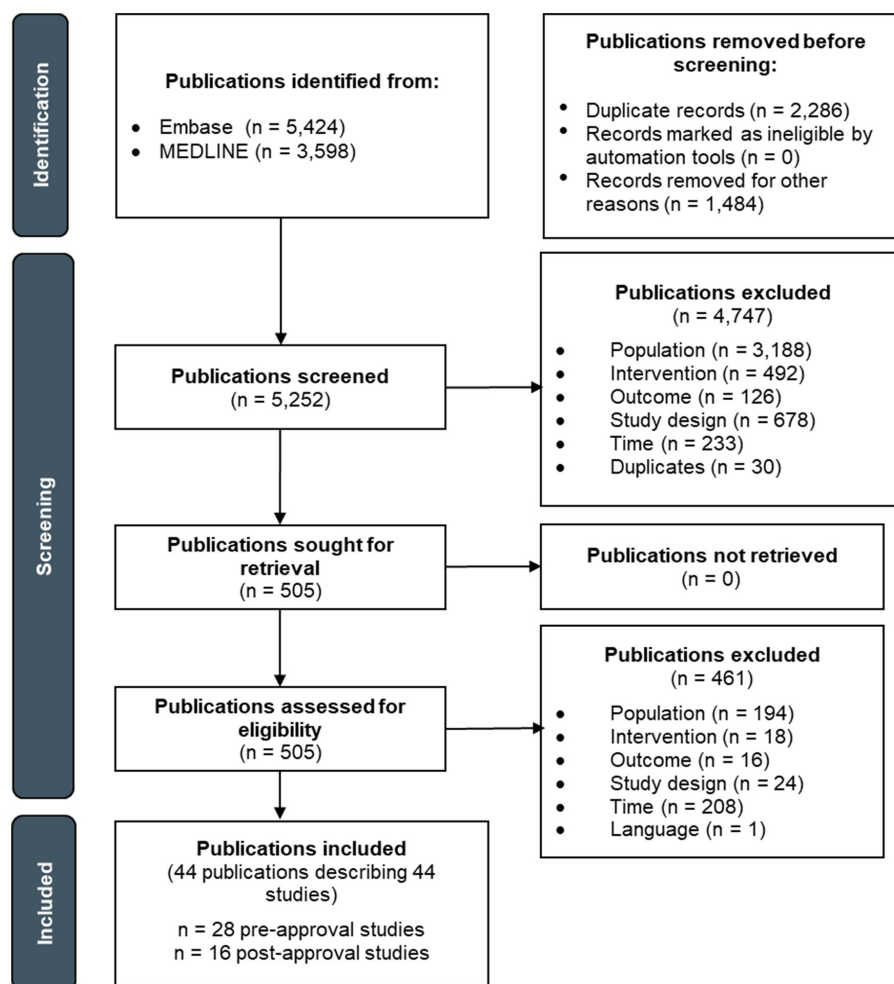 Identification
Publications identified from:
• Embase (n = 5,424)
• MEDLINE (n = 3,598)
Publications removed before
screening:
• Duplicate records (n = 2,286)
• Records marked as ineligible by
automation tools (n = 0)
• Records removed for other
reasons (n = 1,484)
Screening
Publications screened
(n = 5,252)
Publications excluded
(n = 4,747)
• Population (n = 3,188)
• Intervention (n = 492)
• Outcome (n = 126)
• Study design (n = 678)
• Time (n = 233)
• Duplicates (n = 30)
Publications sought for
retrieval
(n = 505)
Publications not retrieved
(n = 0)
Publications assessed for
eligibility
(n = 505)
Publications excluded
(n = 461)
• Population (n = 194)
• Intervention (n = 18)
• Outcome (n = 16)
• Study design (n = 24)
• Time (n = 208)
• Language (n = 1)
Included
Publications included
(44 publications describing 44
studies)
n = 28 pre-approval studies
n = 16 post-approval studies